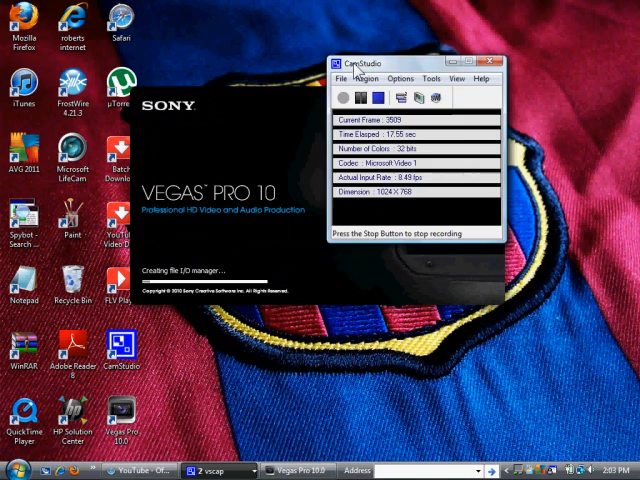 Mozilla
Firefox
roberts
internet
Safari
iTunes
FrostWire
4.21.3
µTorre
AVG 2011
Microsoft
LifeCam
Batch
Downlo...
Spybot -
Search ...
Paint
YouTu
Video D
Notepad
Recycle Bin
FLV Play
WinRAR
Adobe Reader
8
CamStudio
QuickTime
Player
HP Solution
Center
Vegas Pro
10.0
SONY
VEGAS™ PRO 10
Professional HD Video and Audio Production
Creating file I/O manager...
Copyright © 2010 Sony Creative Software Inc. All Rights Reserved.
CamStudio
File Region Options Tools View Help
Current Frame : 3509
Time Elasped : 17.55 sec
Number of Colors : 32 bits
Codec : Microsoft Video 1
Actual Input Rate : 8.49 fps
Dimension : 1024 X 768
Press the Stop Button to stop recording
YouTube - Of...
2 vscap
Vegas Pro 10.0
Address
2:03 PM